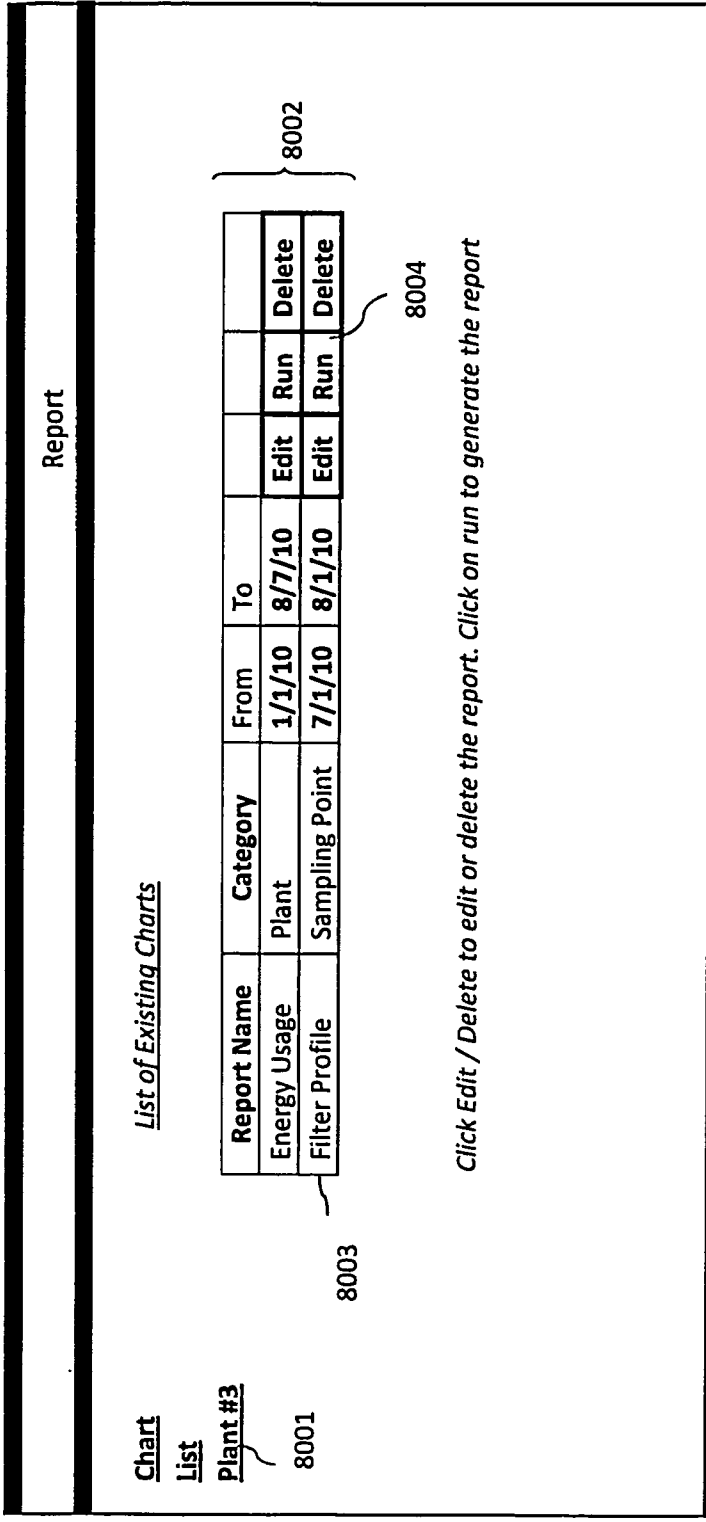 Report
Chart
List
Plant #3
8001
List of Existing Charts
Report Name Category From To
Energy Usage Plant 1/1/10 8/7/10 Edit Run Delete
Filter Profile Sampling Point 7/1/10 8/1/10 Edit Run Delete
8002
8003
8004
Click Edit / Delete to edit or delete the report. Click on run to generate the report